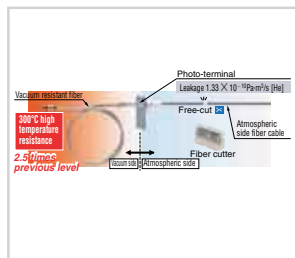 Photo-terminal
Leakage 1.33 × 10⁻¹⁰Pa·m³/s [He]
Vacuum resistant fiber
Free-cut
300°C high
temperature
resistance
Atmospheric
side fiber cable
2.5 times
previous level
Vacuum side
Atmospheric side
Fiber cutter